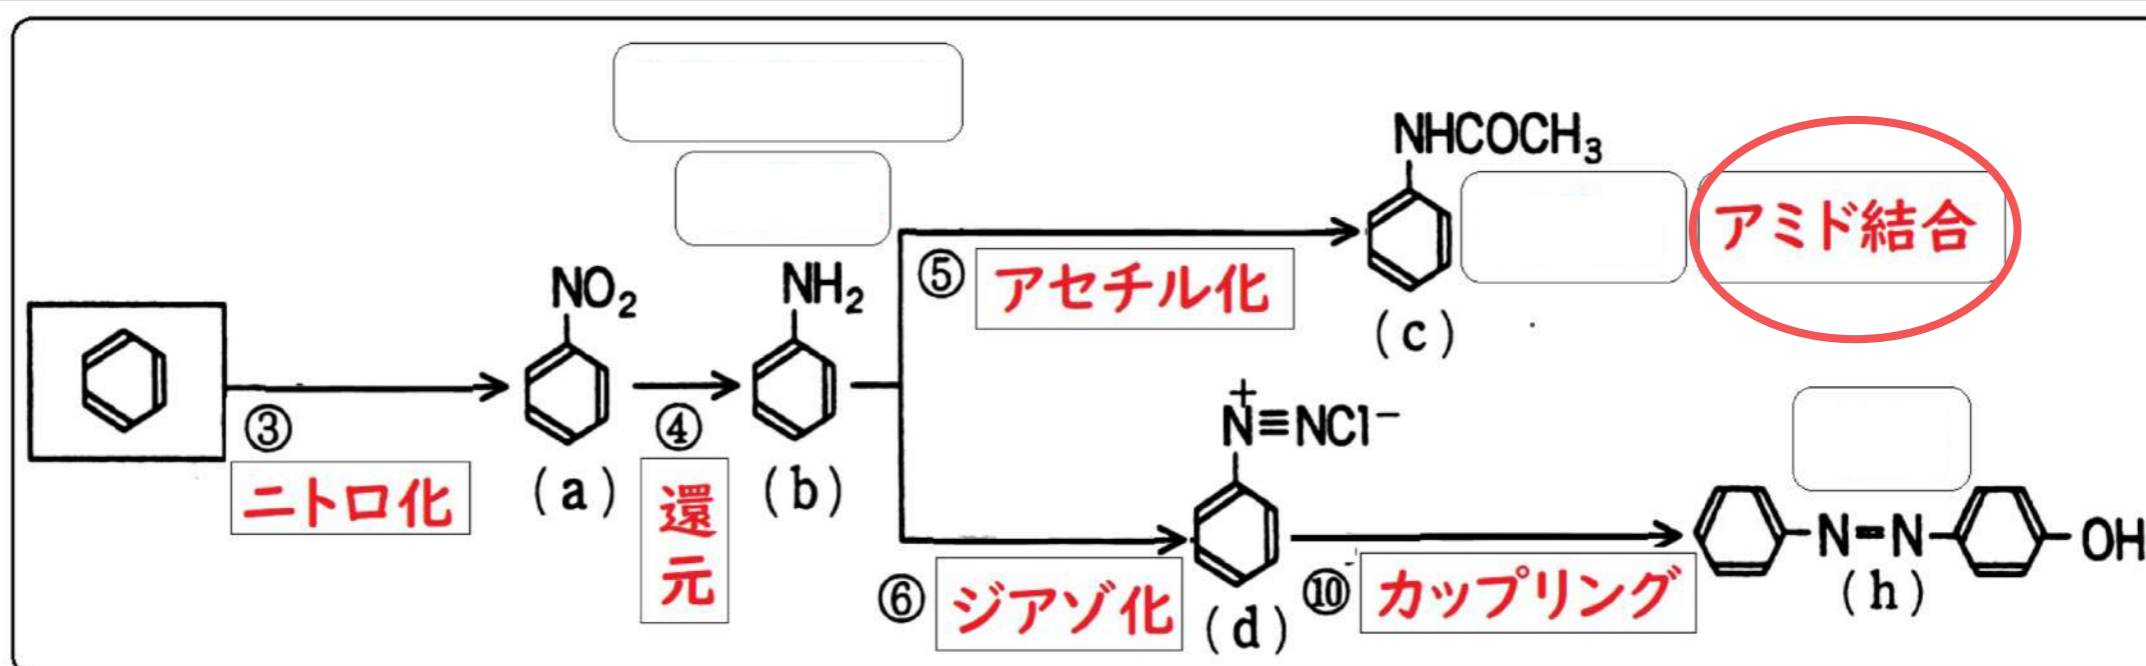 NHCOCH₃
アミド結合
⑤
アセチル化
(c)
NO₂
NH₂
③
ニトロ化
(a)
④
還元
(b)
N⁺≡NCl⁻
⑥
ジアゾ化
(d)
⑩
カップリング
N=N
OH
(h)